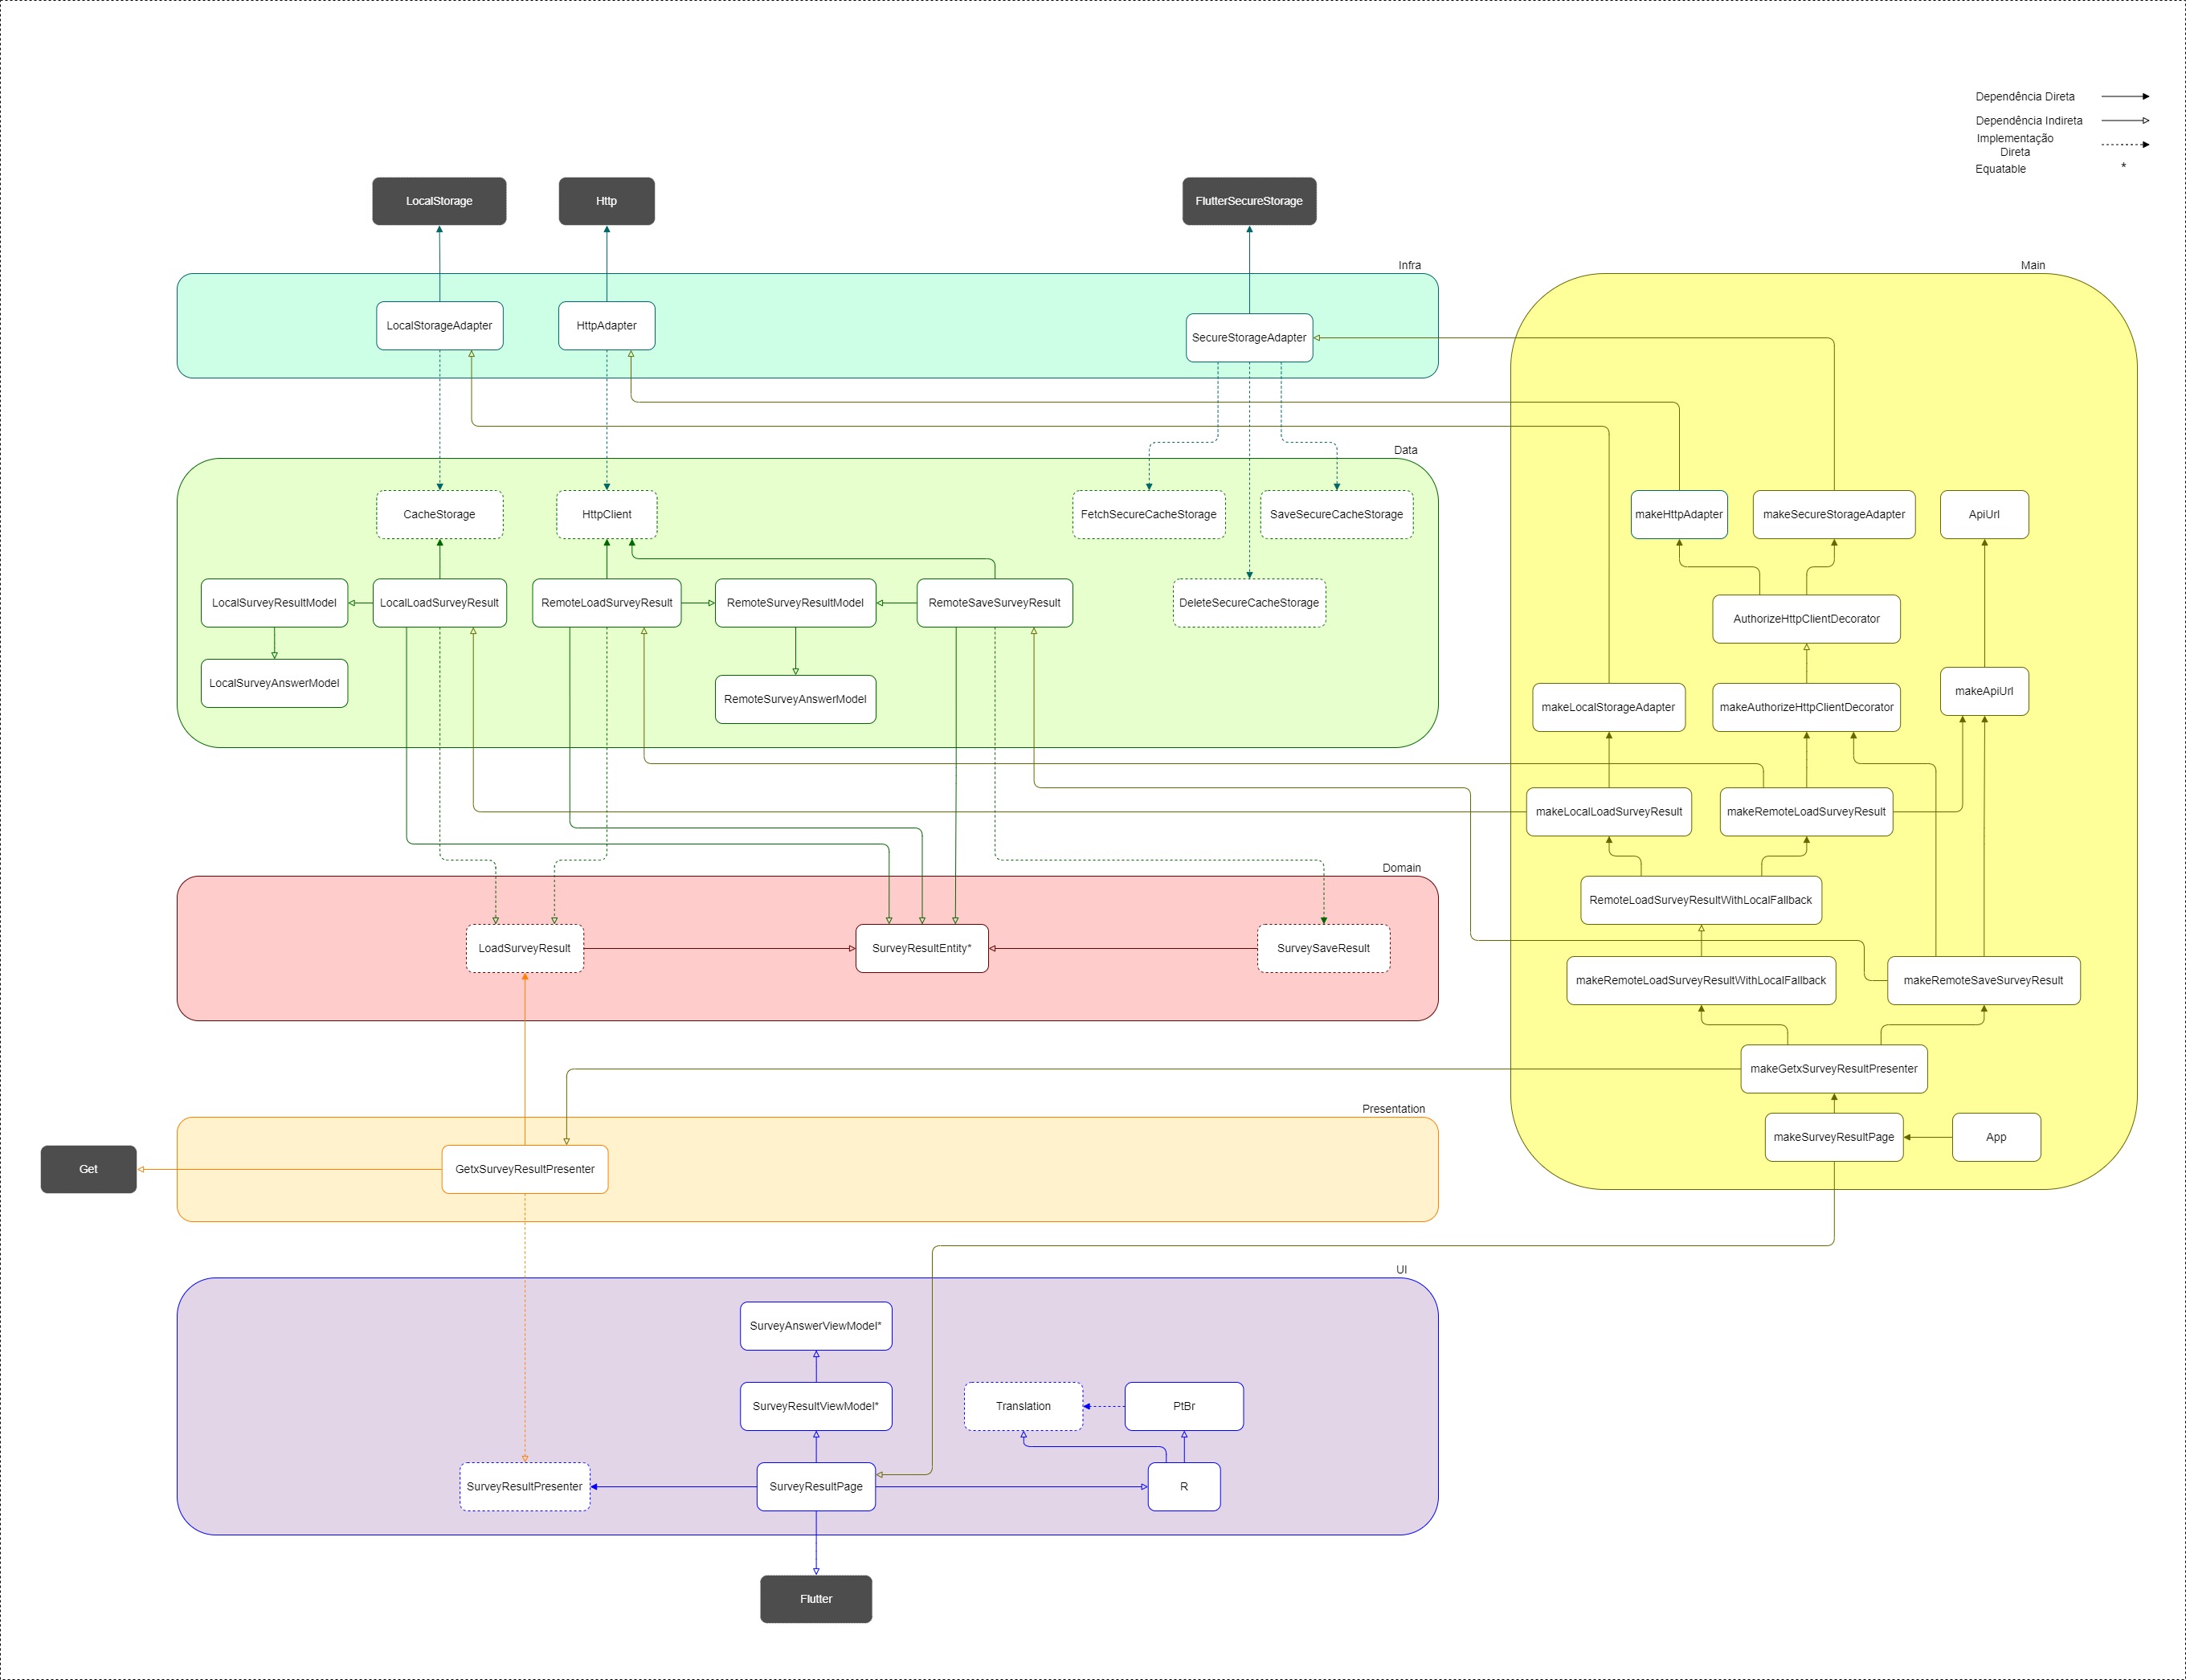 Dependência Direta
Dependência Indireta
Implementação
Direta
Equatable *
LocalStorage
Http
FlutterSecureStorage
Infra
Main
LocalStorageAdapter
HttpAdapter
SecureStorageAdapter
Data
CacheStorage
HttpClient
FetchSecureCacheStorage
SaveSecureCacheStorage
makeHttpAdapter
makeSecureStorageAdapter
ApiUrl
LocalSurveyResultModel
LocalLoadSurveyResult
RemoteLoadSurveyResult
RemoteSurveyResultModel
RemoteSaveSurveyResult
DeleteSecureCacheStorage
AuthorizeHttpClientDecorator
LocalSurveyAnswerModel
RemoteSurveyAnswerModel
makeLocalStorageAdapter
makeAuthorizeHttpClientDecorator
makeApiUrl
makeLocalLoadSurveyResult
makeRemoteLoadSurveyResult
Domain
RemoteLoadSurveyResultWithLocalFallback
LoadSurveyResult
SurveyResultEntity*
SurveySaveResult
makeRemoteLoadSurveyResultWithLocalFallback
makeRemoteSaveSurveyResult
makeGetxSurveyResultPresenter
Presentation
makeSurveyResultPage
App
Get
GetxSurveyResultPresenter
UI
SurveyAnswerViewModel*
SurveyResultViewModel*
Translation
PtBr
SurveyResultPresenter
SurveyResultPage
R
Flutter